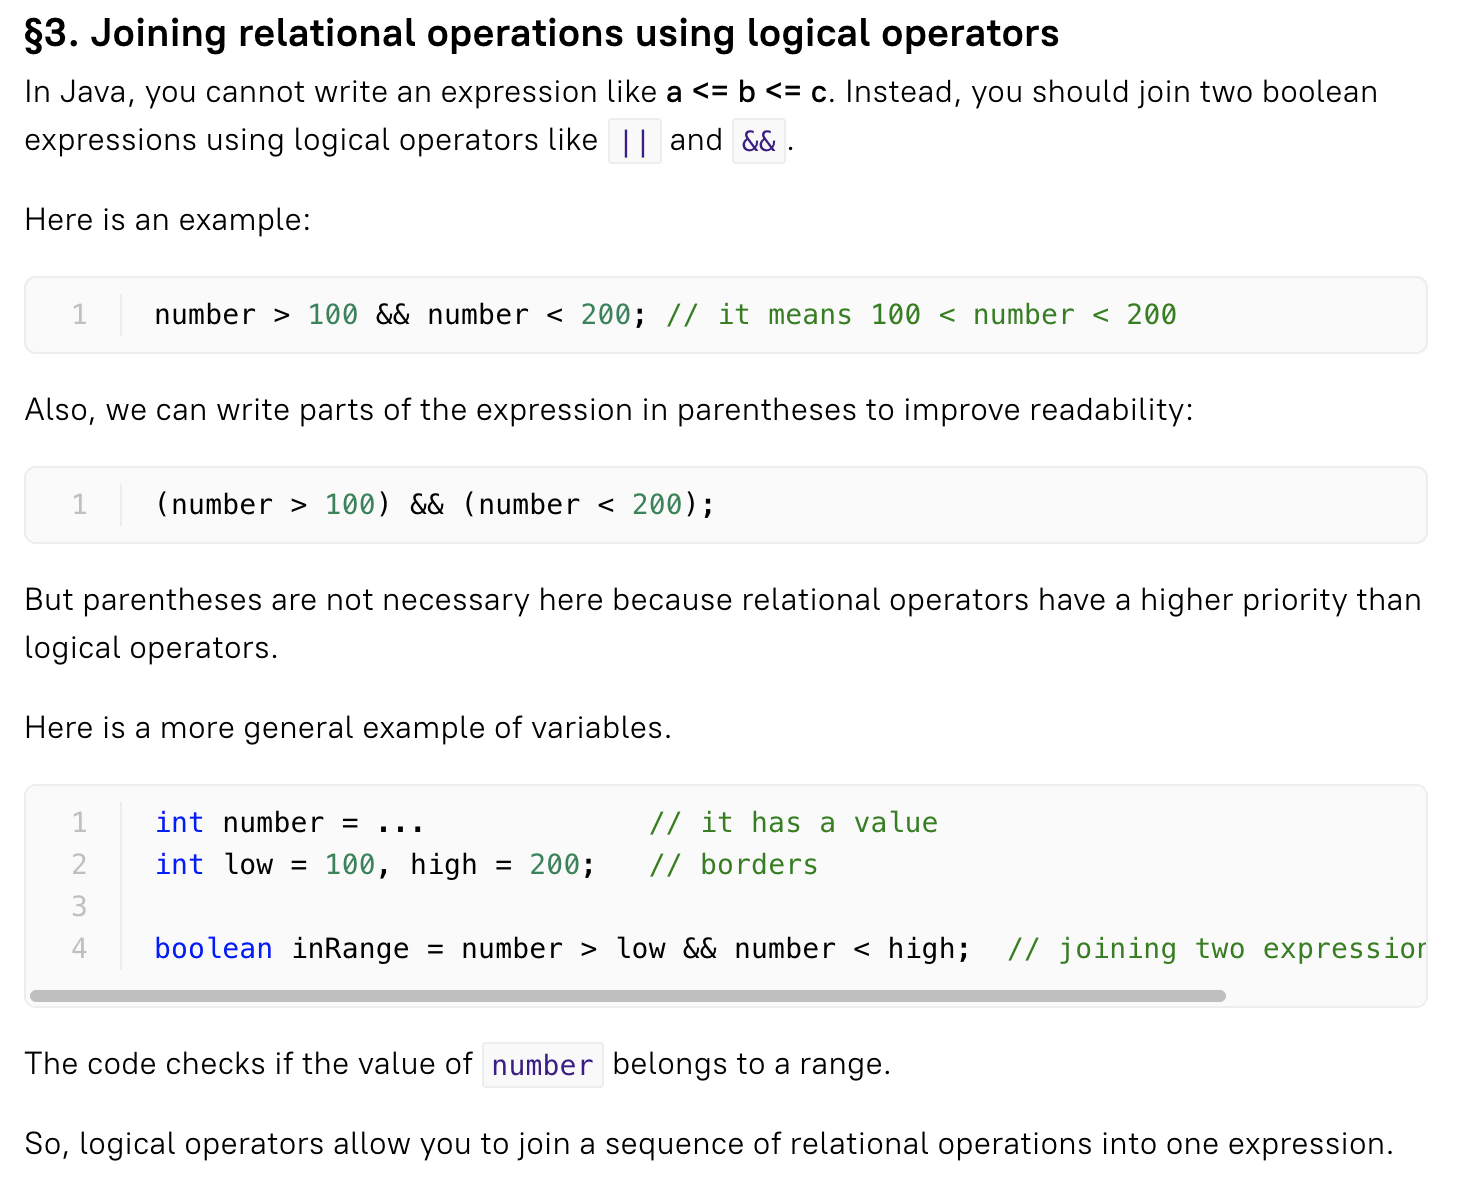 §3. Joining relational operations using logical operators
In Java, you cannot write an expression like a <= b <= c. Instead, you should join two boolean
expressions using logical operators like || and &&.
Here is an example:
1 number > 100 && number < 200; // it means 100 < number < 200
Also, we can write parts of the expression in parentheses to improve readability:
1 (number > 100) && (number < 200);
But parentheses are not necessary here because relational operators have a higher priority than
logical operators.
Here is a more general example of variables.
1 int number = ... // it has a value
2 int low = 100, high = 200; // borders
3
4 boolean inRange = number > low && number < high; // joining two expression
The code checks if the value of number belongs to a range.
So, logical operators allow you to join a sequence of relational operations into one expression.